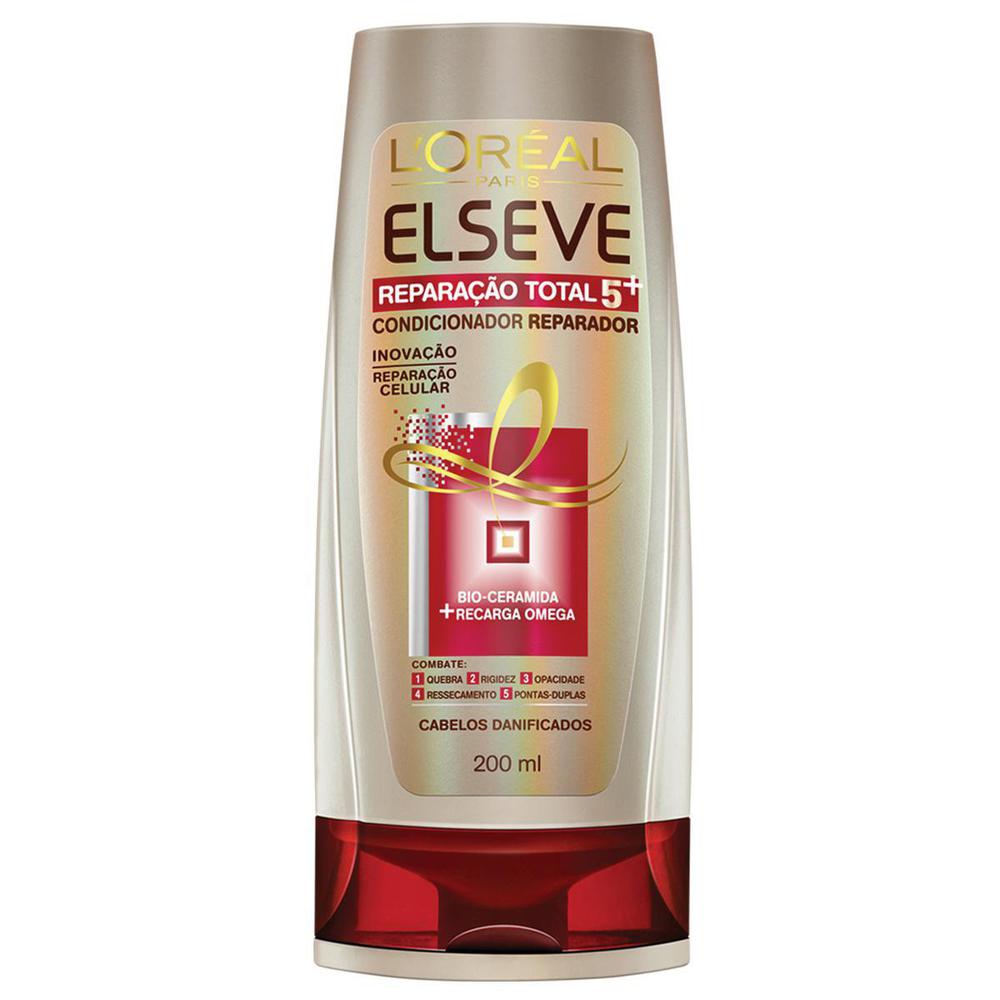 L'ORÉAL
PARIS
ELSEVE
REPARAÇÃO TOTAL 5+
CONDICIONADOR REPARADOR
INOVAÇÃO
REPARAÇÃO
CELULAR
BIO-CERAMIDA
+RECARGA OMEGA
COMBATE:
1 QUEBRA 2 RIGIDEZ 3 OPACIDADE
4 RESSECAMENTO 5 PONTAS-DUPLAS
CABELOS DANIFICADOS
200 ml